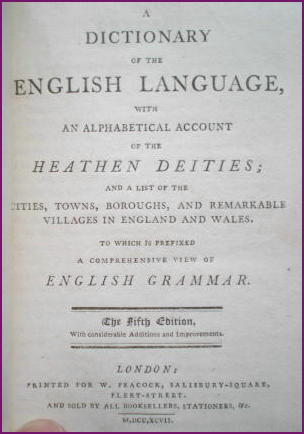 A
DICTIONARY
OF THE
ENGLISH LANGUAGE,
WITH
AN ALPHABETICAL ACCOUNT
OF THE
HEATHEN DEITIES;
AND A LIST OF THE
CITIES, TOWNS, BOROUGHS, AND REMARKABLE
VILLAGES IN ENGLAND AND WALES.
TO WHICH IS PREFIXED
A COMPREHENSIVE VIEW OF
ENGLISH GRAMMAR.
The Fifth Edition,
With considerable Additions and Improvements.
LONDON:
PRINTED FOR W. PEACOCK, SALISBURY-SQUARE,
FLEET-STREET.
AND SOLD BY ALL BOOKSELLERS, STATIONERS, &c.
M,DCC,XCVII.